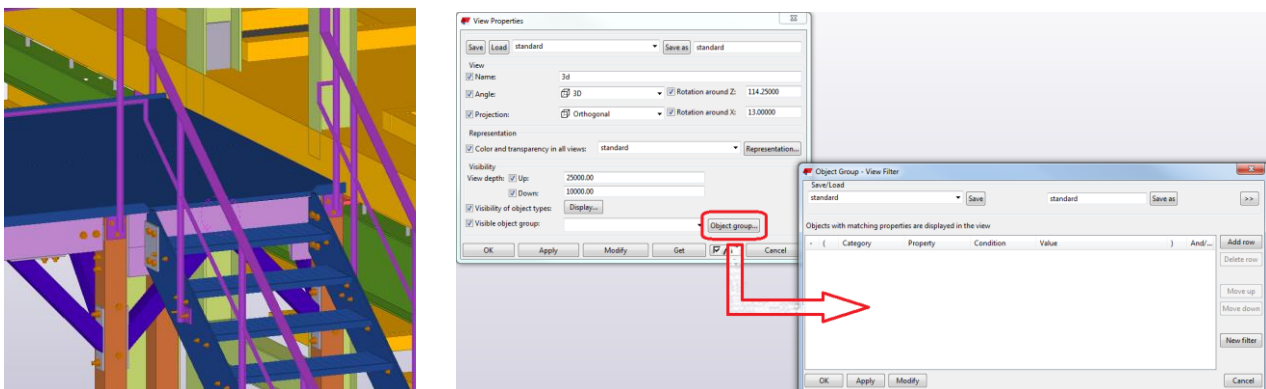 View Properties
Save Load standard Save as standard
View
Name: 3d
Angle: 3D Rotation around Z: 114.25000
Projection: Orthogonal Rotation around X: 13.00000
Representation
Color and transparency in all views: standard Representation...
Visibility
View depth: Up: 25000.00
Down: 10000.00
Visibility of object types: Display...
Visible object group: Object group...
OK Apply Modify Get Cancel
Object Group - View Filter
Save/Load
standard Save standard Save as >>
Objects with matching properties are displayed in the view
- ( Category Property Condition Value ) And/... Add row
Delete row
Move up
Move down
New filter
OK Apply Modify Cancel